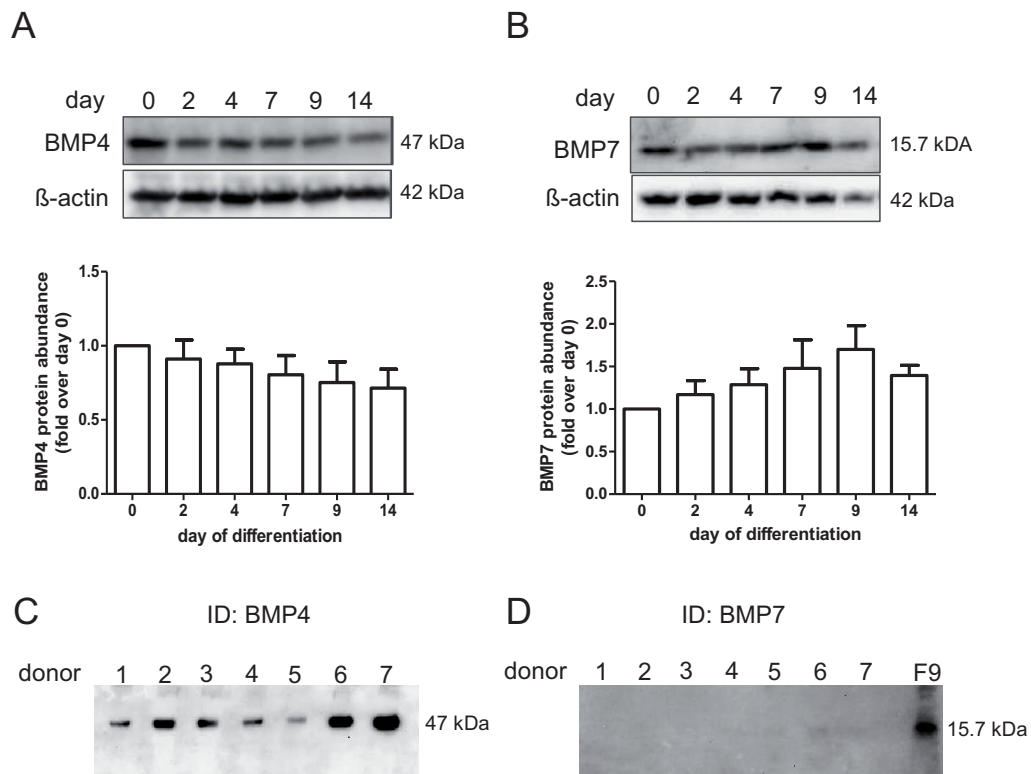 A
day 0 2 4 7 9 14
BMP4 47 kDa
ß-actin 42 kDa
1.5
1.0
0.5
0.0
BMP4 protein abundance
(fold over day 0)
0 2 4 7 9 14
day of differentiation
B
day 0 2 4 7 9 14
BMP7 15.7 kDA
ß-actin 42 kDa
2.5
2.0
1.5
1.0
0.5
0.0
BMP7 protein abundance
(fold over day 0)
0 2 4 7 9 14
day of differentiation
C ID: BMP4
donor 1 2 3 4 5 6 7
47 kDa
D ID: BMP7
donor 1 2 3 4 5 6 7 F9
15.7 kDa